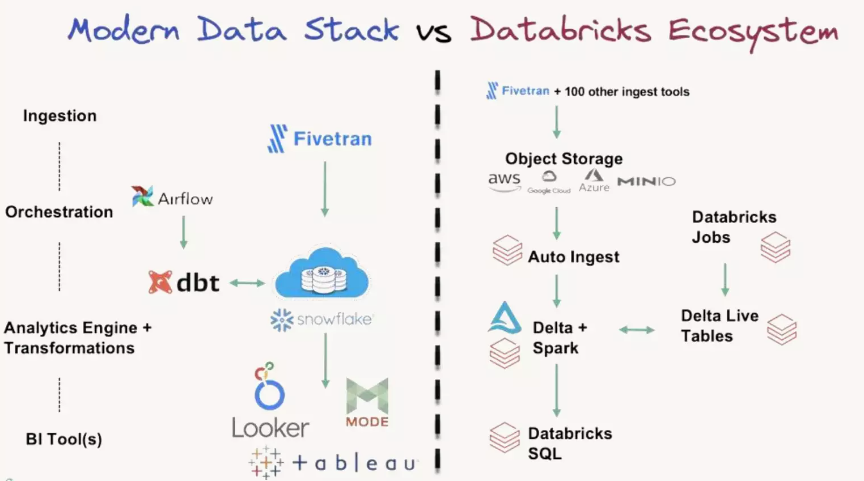 Modern Data Stack vs Databricks Ecosystem
Ingestion
Orchestration
Analytics Engine +
Transformations
BI Tool(s)
Fivetran
Airflow
dbt
snowflake
Looker
MODE
+ableau
Fivetran + 100 other ingest tools
Object Storage
aws
Google Cloud
Azure
MINIO
Auto Ingest
Databricks
Jobs
Delta +
Spark
Delta Live
Tables
Databricks
SQL